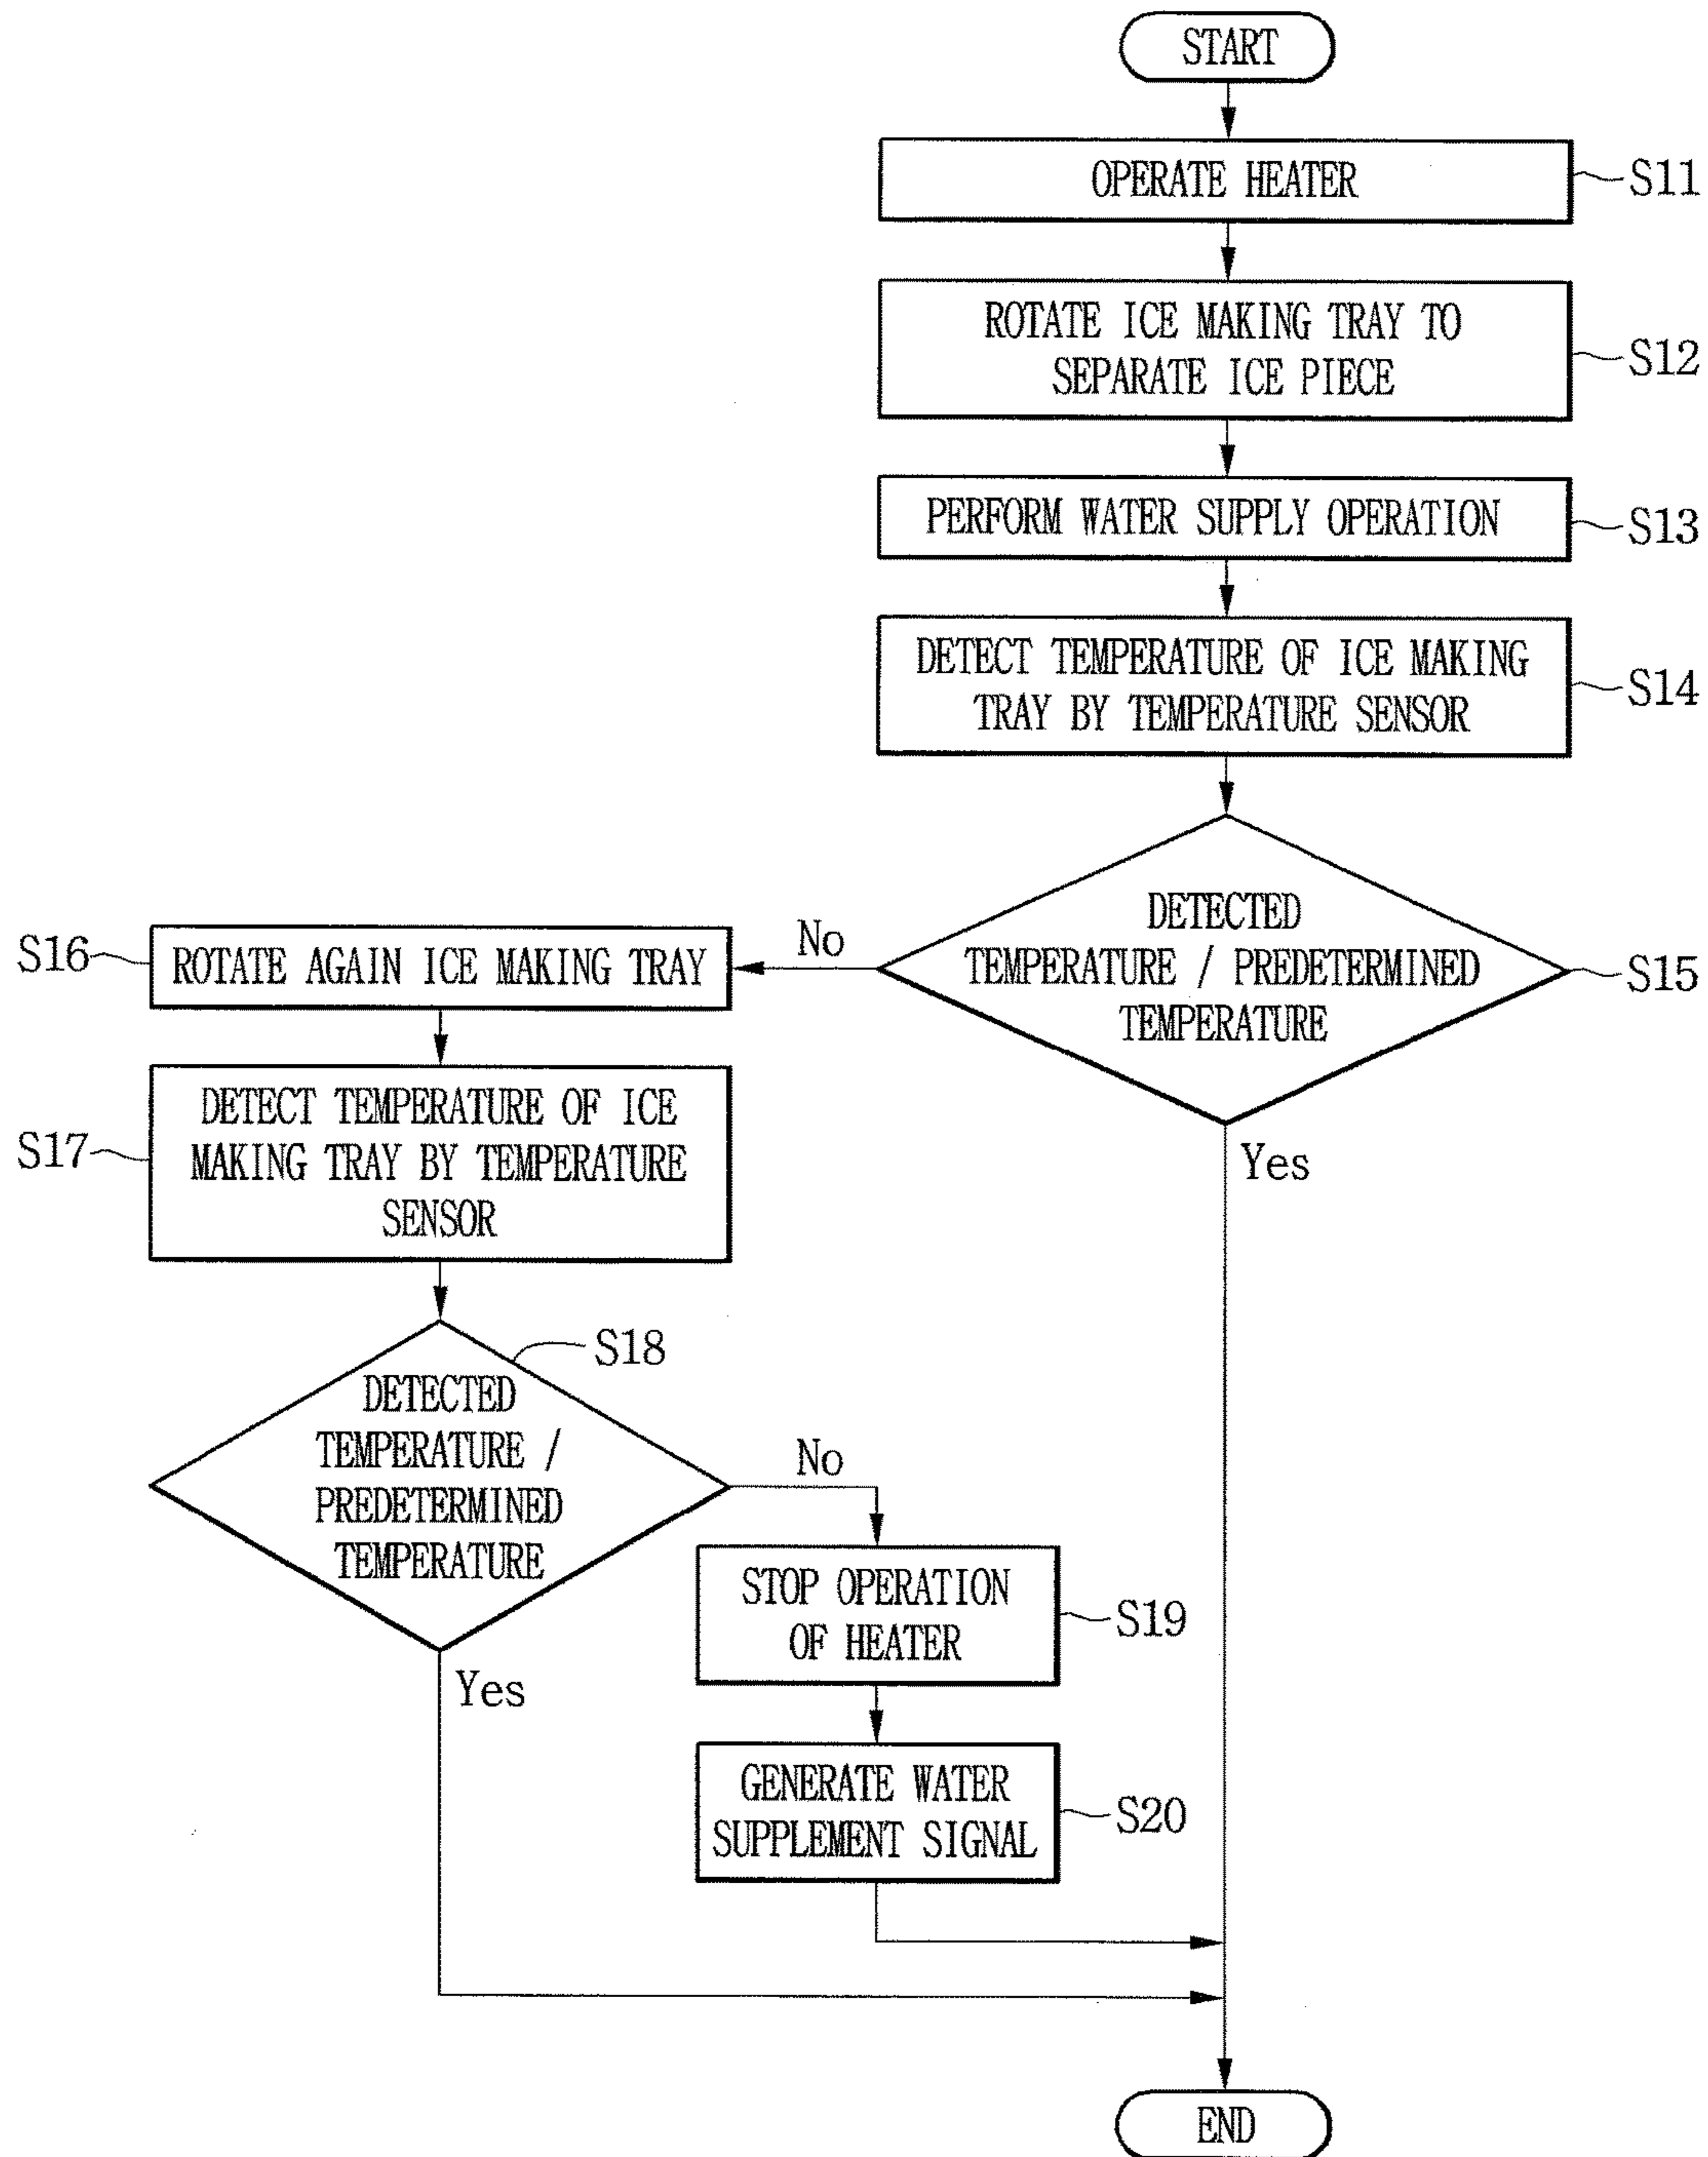 START
OPERATE HEATER
S11
ROTATE ICE MAKING TRAY TO
SEPARATE ICE PIECE
S12
PERFORM WATER SUPPLY OPERATION
S13
DETECT TEMPERATURE OF ICE MAKING
TRAY BY TEMPERATURE SENSOR
S14
DETECTED
TEMPERATURE / PREDETERMINED
TEMPERATURE
S15
No
Yes
S16
ROTATE AGAIN ICE MAKING TRAY
S17
DETECT TEMPERATURE OF ICE
MAKING TRAY BY TEMPERATURE
SENSOR
S18
DETECTED
TEMPERATURE /
PREDETERMINED
TEMPERATURE
No
Yes
STOP OPERATION
OF HEATER
S19
GENERATE WATER
SUPPLEMENT SIGNAL
S20
END